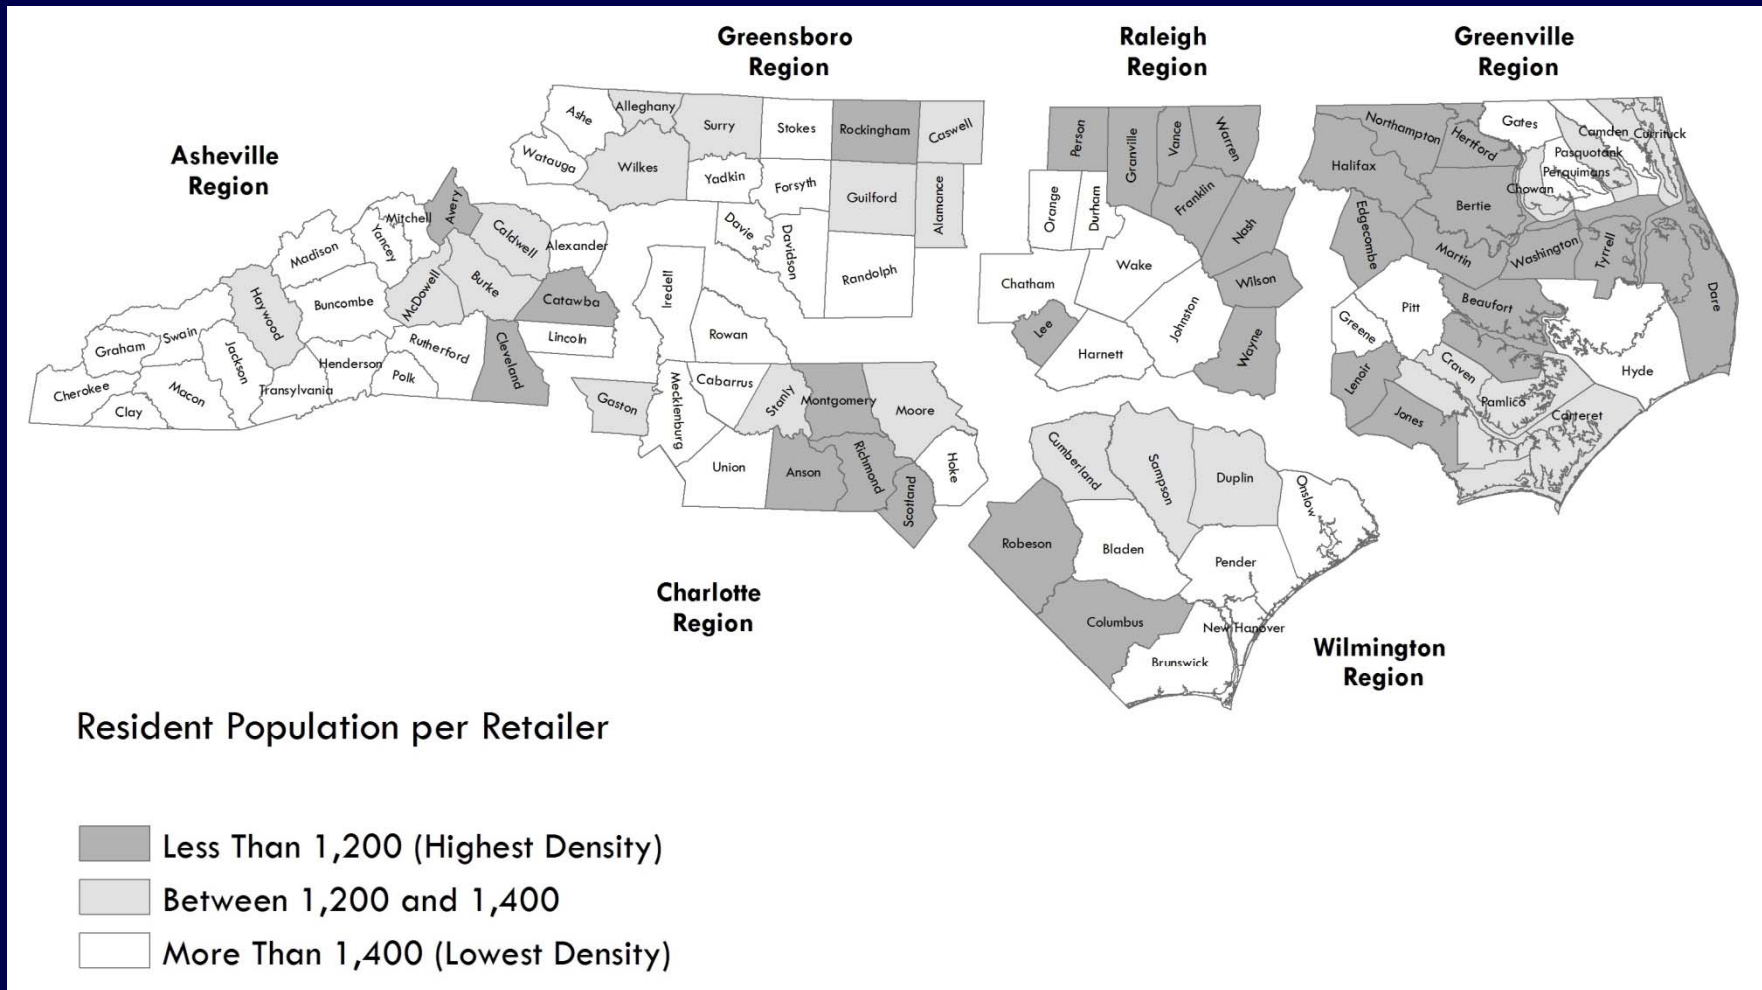 Greensboro
Region
Raleigh
Region
Greenville
Region
Asheville
Region
Ashe
Alleghany
Surry
Stokes
Rockingham
Caswell
Watauga
Wilkes
Yadkin
Forsyth
Guilford
Alamance
Davie
Davidson
Randolph
Avery
Mitchell
Yancey
Madison
Caldwell
Alexander
Haywood
Buncombe
McDowell
Burke
Catawba
Graham
Swain
Jackson
Henderson
Rutherford
Cleveland
Lincoln
Cherokee
Clay
Macon
Transylvania
Polk
Iredell
Rowan
Gaston
Mecklenburg
Cabarrus
Stanly
Montgomery
Moore
Union
Anson
Richmond
Scotland
Hoke
Charlotte
Region
Person
Granville
Vance
Warren
Orange
Durham
Franklin
Nash
Chatham
Wake
Wilson
Lee
Harnett
Johnston
Wayne
Northampton
Hertford
Gates
Camden
Currituck
Pasquotank
Perquimans
Chowan
Halifax
Bertie
Edgecombe
Martin
Washington
Tyrrell
Dare
Pitt
Beaufort
Greene
Hyde
Lenoir
Craven
Pamlico
Jones
Carteret
Cumberland
Sampson
Duplin
Onslow
Robeson
Bladen
Pender
Columbus
New Hanover
Brunswick
Wilmington
Region
Resident Population per Retailer
Less Than 1,200 (Highest Density)
Between 1,200 and 1,400
More Than 1,400 (Lowest Density)